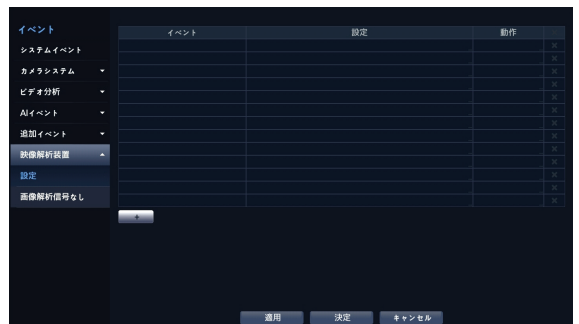 イベント
システムイベント
カメラシステム
ビデオ分析
AIイベント
追加イベント
映像解析装置
設定
画像解析信号なし
イベント 設定 動作
+
適用 決定 キャンセル